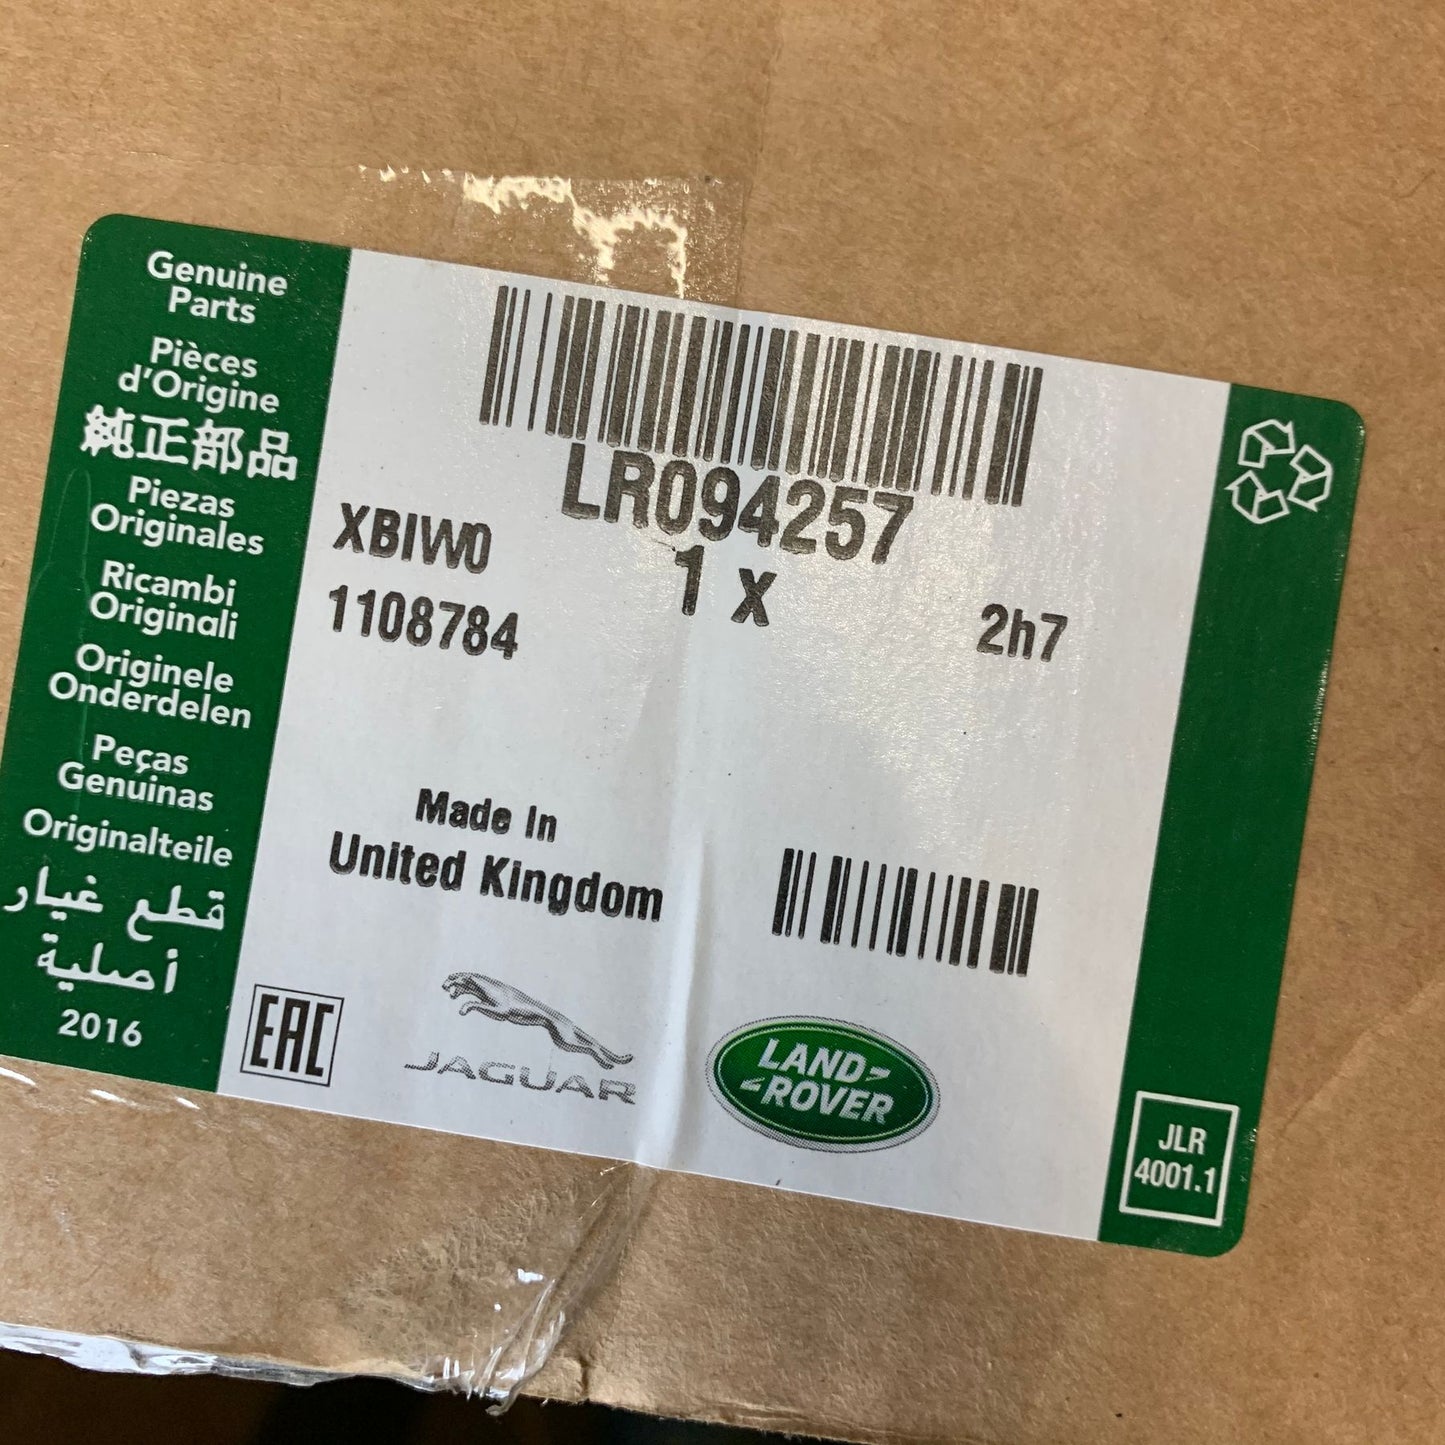 Genuine
Parts
Pièces
d'Origine
純正部品
Piezas
Originales
Ricambi
Originali
Originele
Onderdelen
Peças
Genuinas
Originalteile
قطع غيار
أصلية
2016
LR094257
XBIW0
1 x
1108784
2h7
Made In
United Kingdom
EAC
JAGUAR
LAND
ROVER
JLR
4001.1